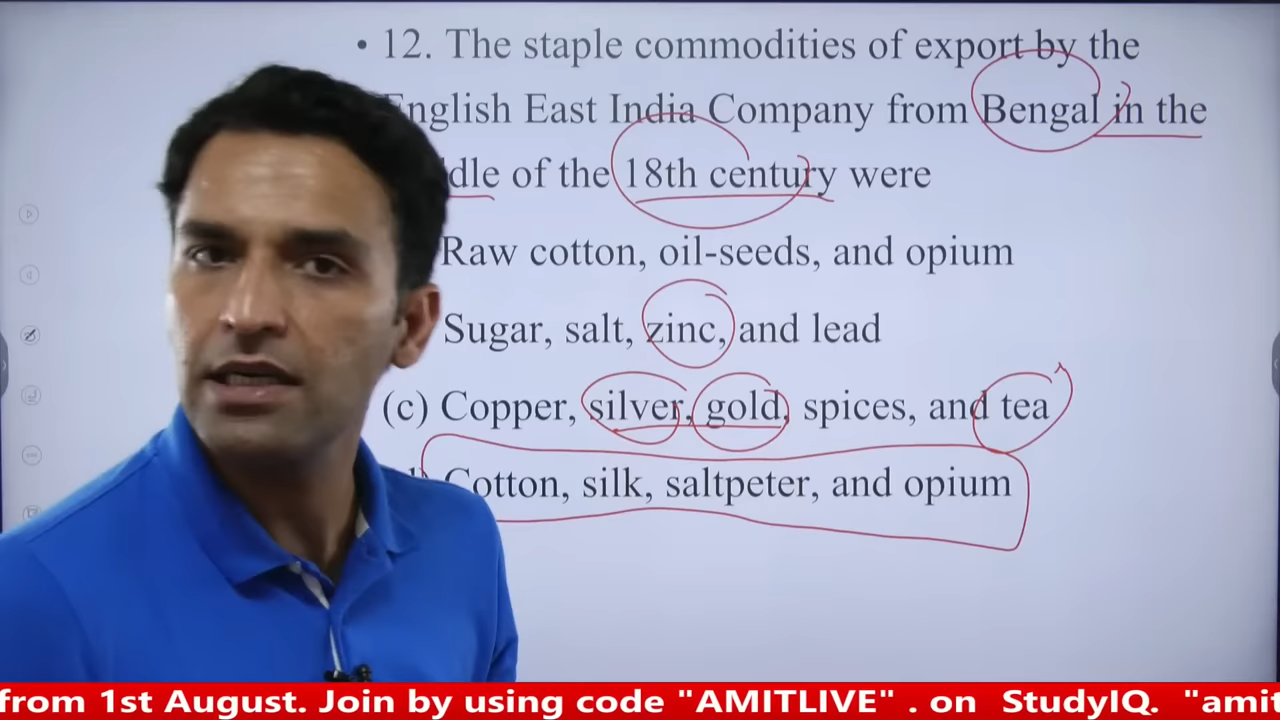 • 12. The staple commodities of export by the
English East India Company from Bengal in the
dle of the 18th century were
Raw cotton, oil-seeds, and opium
Sugar, salt, zinc, and lead
(c) Copper, silver, gold, spices, and tea
Cotton, silk, saltpeter, and opium
from 1st August. Join by using code "AMITLIVE" . on StudyIQ. "amit